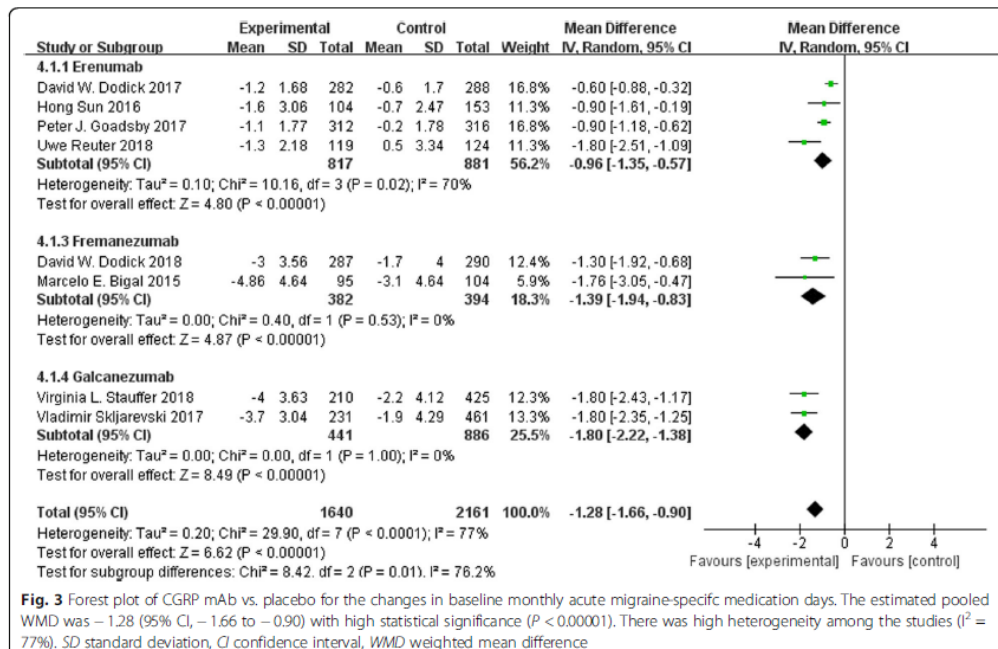 Experimental Control Mean Difference Mean Difference
Study or Subgroup Mean SD Total Mean SD Total Weight IV, Random, 95% CI IV, Random, 95% CI
4.1.1 Erenumab
David W. Dodick 2017 -1.2 1.68 282 -0.6 1.7 288 16.8% -0.60 [-0.88, -0.32]
Hong Sun 2016 -1.6 3.06 104 -0.7 2.47 153 11.3% -0.90 [-1.61, -0.19]
Peter J. Goadsby 2017 -1.1 1.77 312 -0.2 1.78 316 16.8% -0.90 [-1.18, -0.62]
Uwe Reuter 2018 -1.3 2.18 119 0.5 3.34 124 11.3% -1.80 [-2.51, -1.09]
Subtotal (95% CI) 817 881 56.2% -0.96 [-1.35, -0.57]
Heterogeneity: Tau² = 0.10; Chi² = 10.16, df = 3 (P = 0.02); I² = 70%
Test for overall effect: Z = 4.80 (P < 0.00001)
4.1.3 Fremanezumab
David W. Dodick 2018 -3 3.56 287 -1.7 4 290 12.4% -1.30 [-1.92, -0.68]
Marcelo E. Bigal 2015 -4.86 4.64 95 -3.1 4.64 104 5.9% -1.76 [-3.05, -0.47]
Subtotal (95% CI) 382 394 18.3% -1.39 [-1.94, -0.83]
Heterogeneity: Tau² = 0.00; Chi² = 0.40, df = 1 (P = 0.53); I² = 0%
Test for overall effect: Z = 4.87 (P < 0.00001)
4.1.4 Galcanezumab
Virginia L. Stauffer 2018 -4 3.63 210 -2.2 4.12 425 12.3% -1.80 [-2.43, -1.17]
Vladimir Skljarevski 2017 -3.7 3.04 231 -1.9 4.29 461 13.3% -1.80 [-2.35, -1.25]
Subtotal (95% CI) 441 886 25.5% -1.80 [-2.22, -1.38]
Heterogeneity: Tau² = 0.00; Chi² = 0.00, df = 1 (P = 1.00); I² = 0%
Test for overall effect: Z = 8.49 (P < 0.00001)
Total (95% CI) 1640 2161 100.0% -1.28 [-1.66, -0.90]
Heterogeneity: Tau² = 0.20; Chi² = 29.90, df = 7 (P < 0.0001); I² = 77%
Test for overall effect: Z = 6.62 (P < 0.00001)
Test for subgroup differences: Chi² = 8.42. df = 2 (P = 0.01). I² = 76.2%
-4 -2 0 2 4
Favours [experimental] Favours [control]
Fig. 3 Forest plot of CGRP mAb vs. placebo for the changes in baseline monthly acute migraine-specifc medication days. The estimated pooled
WMD was − 1.28 (95% CI, − 1.66 to − 0.90) with high statistical significance (P < 0.00001). There was high heterogeneity among the studies (I² =
77%). SD standard deviation, CI confidence interval, WMD weighted mean difference